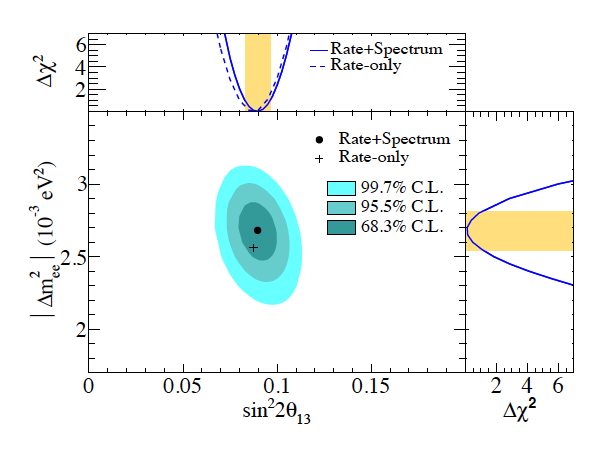 Δχ²
6
4
2
Rate+Spectrum
Rate-only
| Δm²ee | (10⁻³ eV²)
3
2.5
2
Rate+Spectrum
Rate-only
99.7% C.L.
95.5% C.L.
68.3% C.L.
0 0.05 0.1 0.15
sin²2θ₁₃
2 4 6
Δχ²